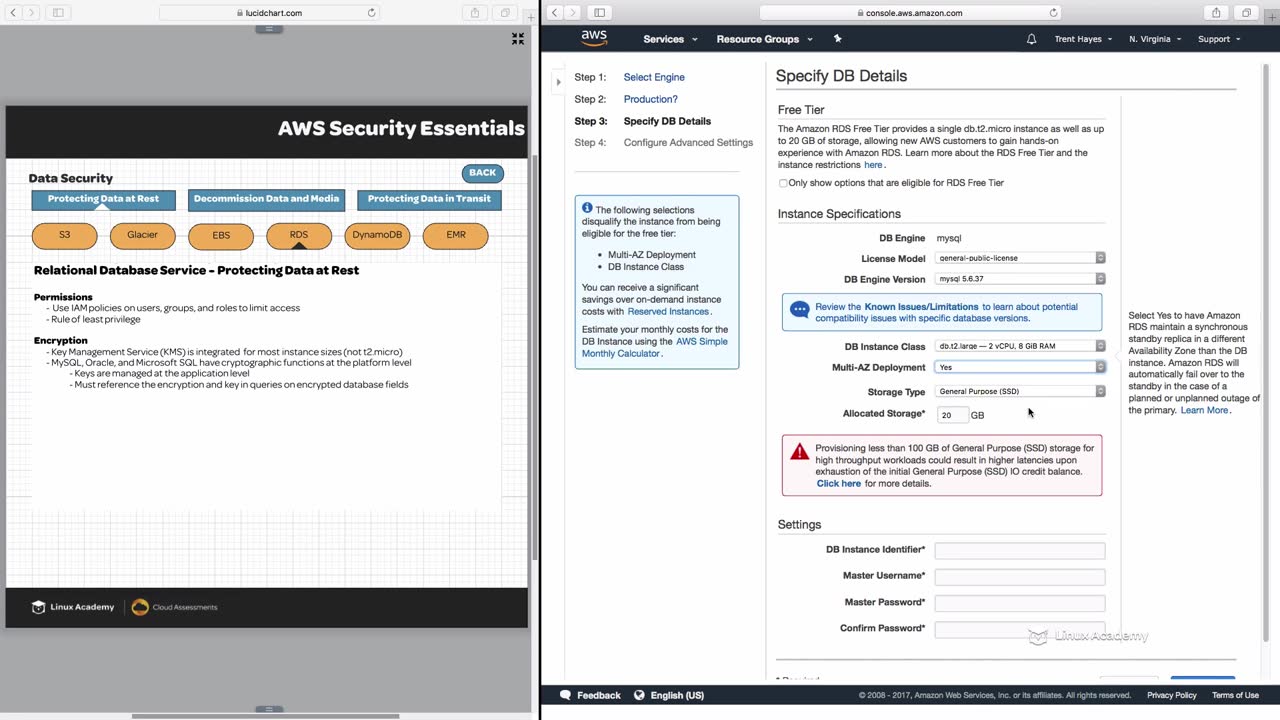 lucidchart.com
AWS Security Essentials
Data Security
BACK
Protecting Data at Rest
Decommission Data and Media
Protecting Data in Transit
S3
Glacier
EBS
RDS
DynamoDB
EMR
Relational Database Service - Protecting Data at Rest
Permissions
- Use IAM policies on users, groups, and roles to limit access
- Rule of least privilege
Encryption
- Key Management Service (KMS) is integrated for most instance sizes (not t2.micro)
- MySQL, Oracle, and Microsoft SQL have cryptographic functions at the platform level
- Keys are managed at the application level
- Must reference the encryption and key in queries on encrypted database fields
Linux Academy
Cloud Assessments
console.aws.amazon.com
aws
Services
Resource Groups
Trent Hayes
N. Virginia
Support
Step 1: Select Engine
Step 2: Production?
Step 3: Specify DB Details
Step 4: Configure Advanced Settings
The following selections
disqualify the instance from being
eligible for the free tier:
• Multi-AZ Deployment
• DB Instance Class
You can receive a significant
savings over on-demand instance
costs with Reserved Instances.
Estimate your monthly costs for the
DB Instance using the AWS Simple
Monthly Calculator.
Specify DB Details
Free Tier
The Amazon RDS Free Tier provides a single db.t2.micro instance as well as up
to 20 GB of storage, allowing new AWS customers to gain hands-on
experience with Amazon RDS. Learn more about the RDS Free Tier and the
instance restrictions here.
Only show options that are eligible for RDS Free Tier
Instance Specifications
DB Engine mysql
License Model general-public-license
DB Engine Version mysql 5.6.37
Review the Known Issues/Limitations to learn about potential
compatibility issues with specific database versions.
DB Instance Class db.t2.large — 2 vCPU, 8 GiB RAM
Multi-AZ Deployment Yes
Storage Type General Purpose (SSD)
Allocated Storage* 20 GB
Provisioning less than 100 GB of General Purpose (SSD) storage for
high throughput workloads could result in higher latencies upon
exhaustion of the initial General Purpose (SSD) IO credit balance.
Click here for more details.
Settings
DB Instance Identifier*
Master Username*
Master Password*
Confirm Password*
Select Yes to have Amazon
RDS maintain a synchronous
standby replica in a different
Availability Zone than the DB
instance. Amazon RDS will
automatically fail over to the
standby in the case of a
planned or unplanned outage of
the primary. Learn More.
Linux Academy
Feedback
English (US)
© 2008 - 2017, Amazon Web Services, Inc. or its affiliates. All rights reserved.
Privacy Policy
Terms of Use